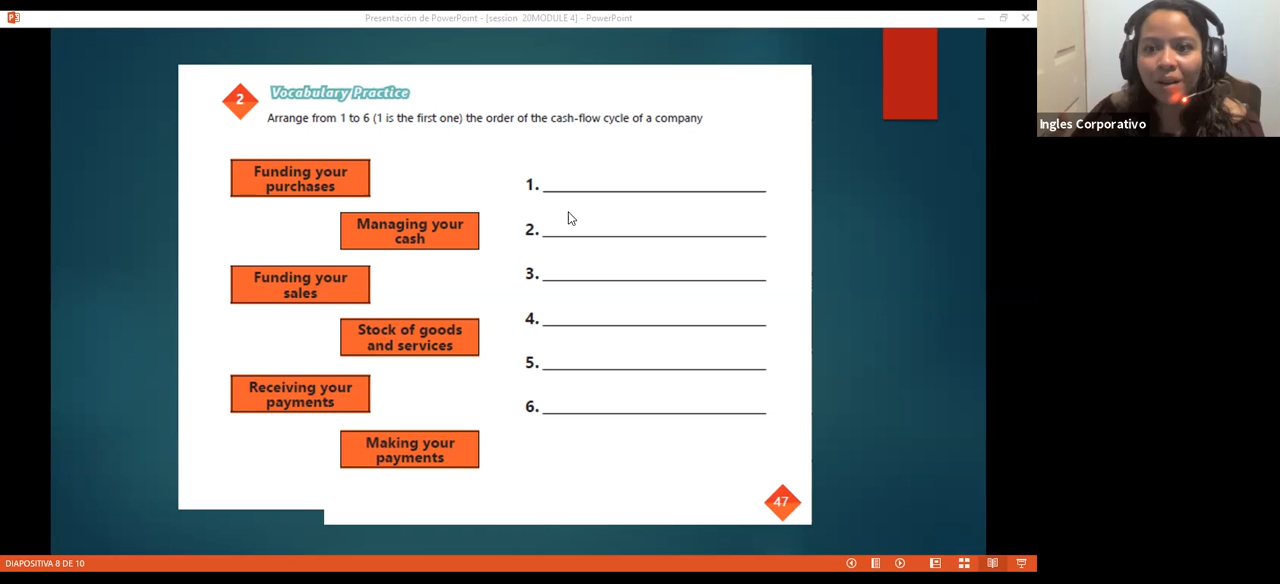 Presentación de PowerPoint - [session 20MODULE 4] - PowerPoint
Ingles Corporativo
2
Vocabulary Practice
Arrange from 1 to 6 (1 is the first one) the order of the cash-flow cycle of a company
Funding your
purchases
Managing your
cash
Funding your
sales
Stock of goods
and services
Receiving your
payments
Making your
payments
1.
2.
3.
4.
5.
6.
47
DIAPOSITIVA 8 DE 10